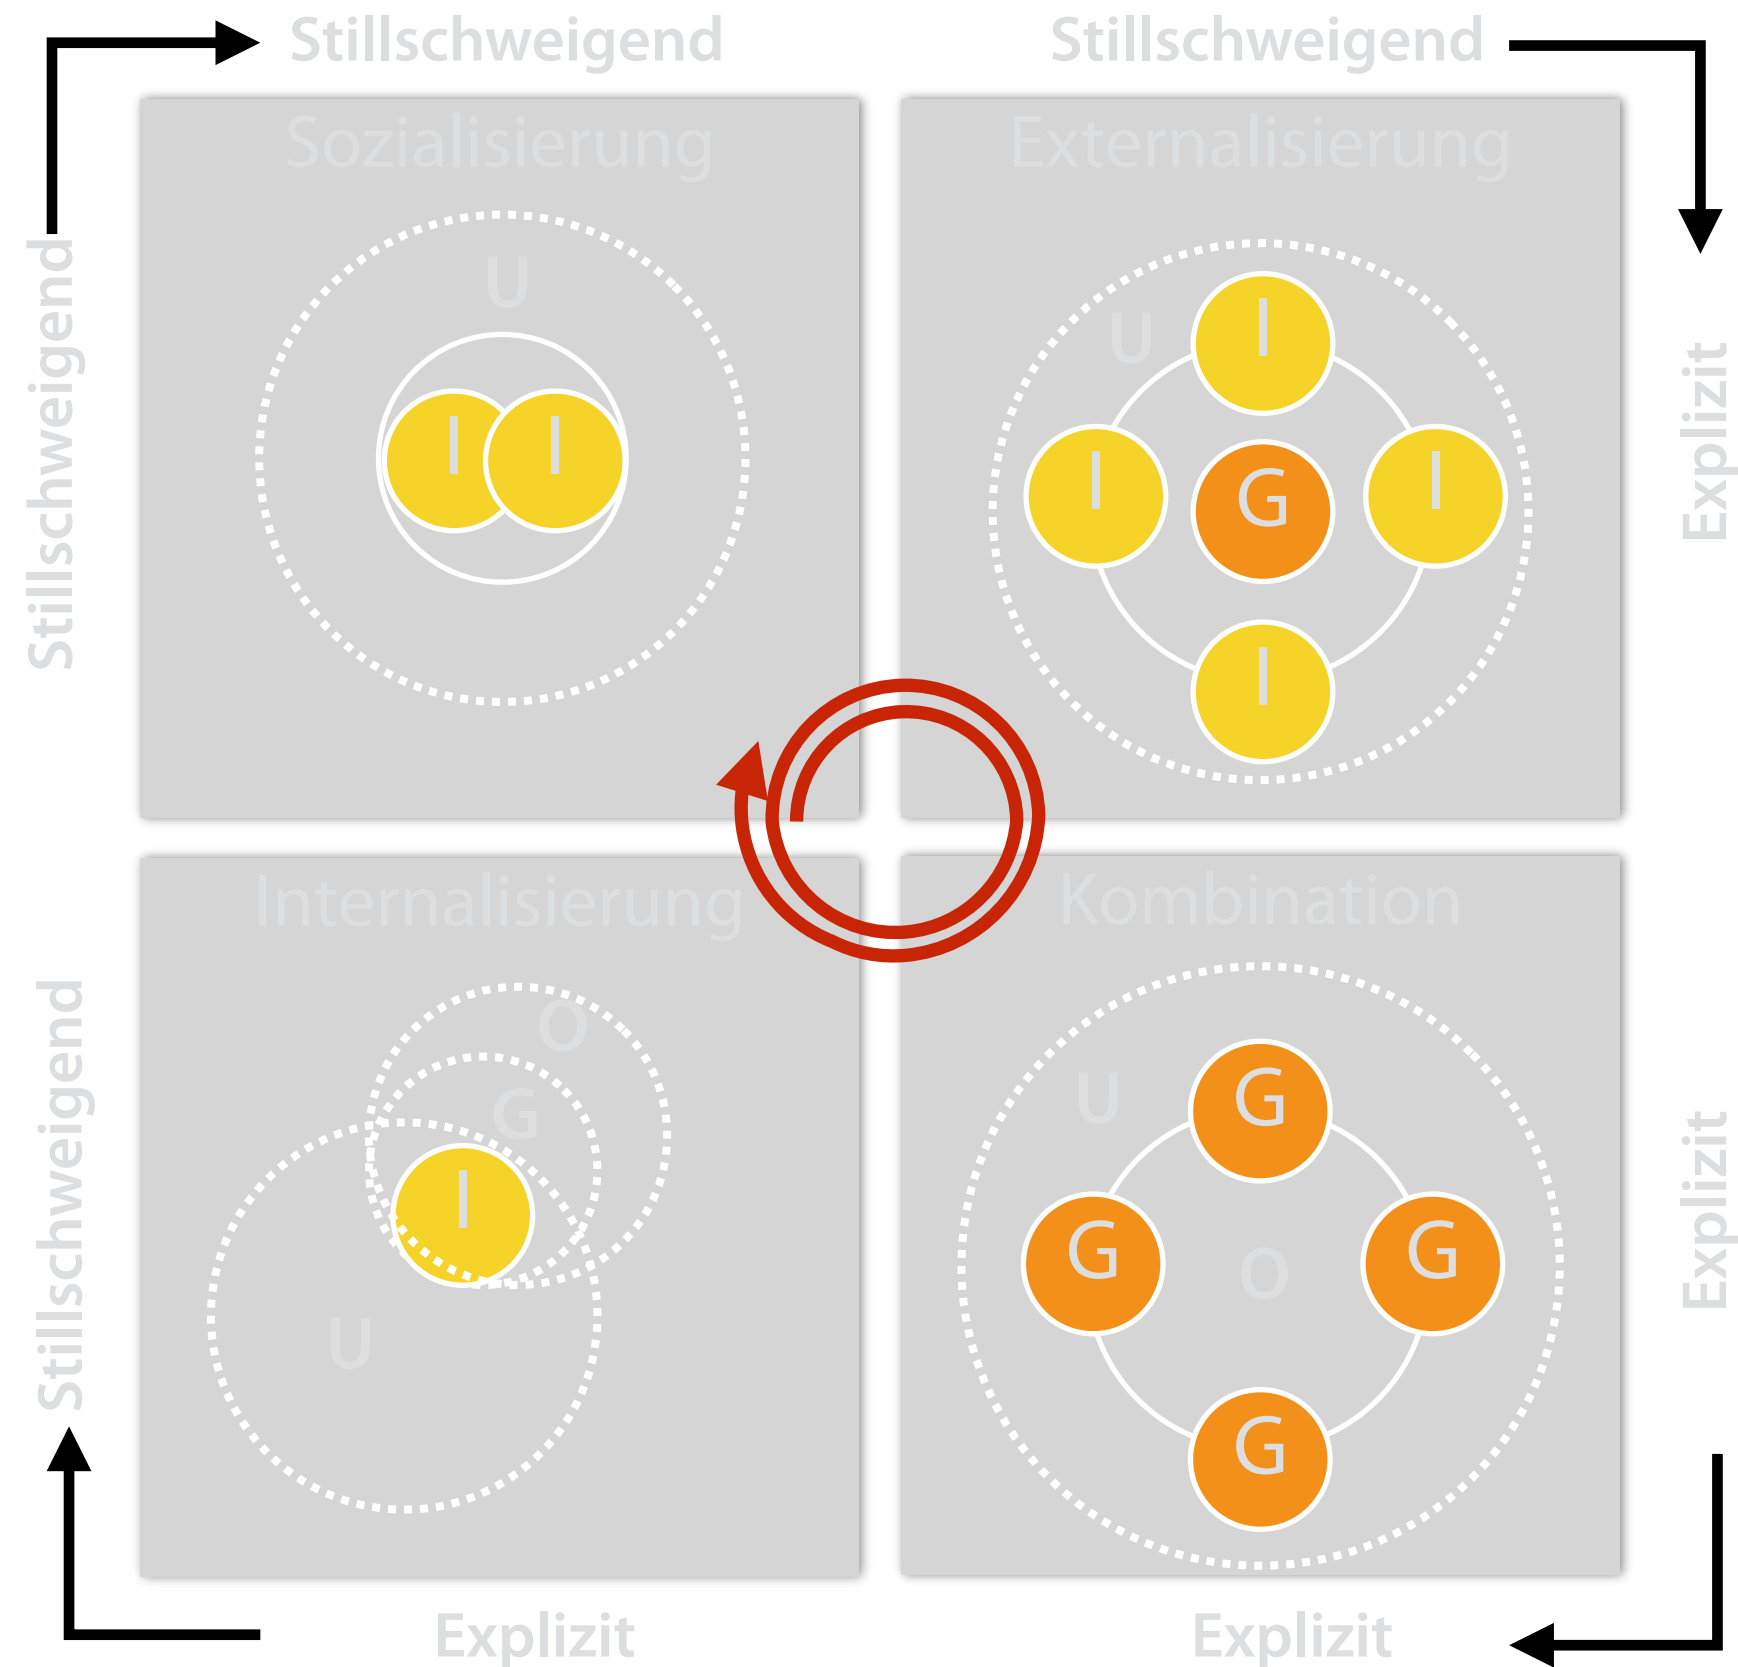 Stillschweigend
Stillschweigend
Stillschweigend
Sozialisierung
U
I I
Externalisierung
U
I
I
G
I
I
Explizit
Stillschweigend
Internalisierung
O
G
I
U
Kombination
U
G
G
O
G
G
Explizit
Explizit
Explizit